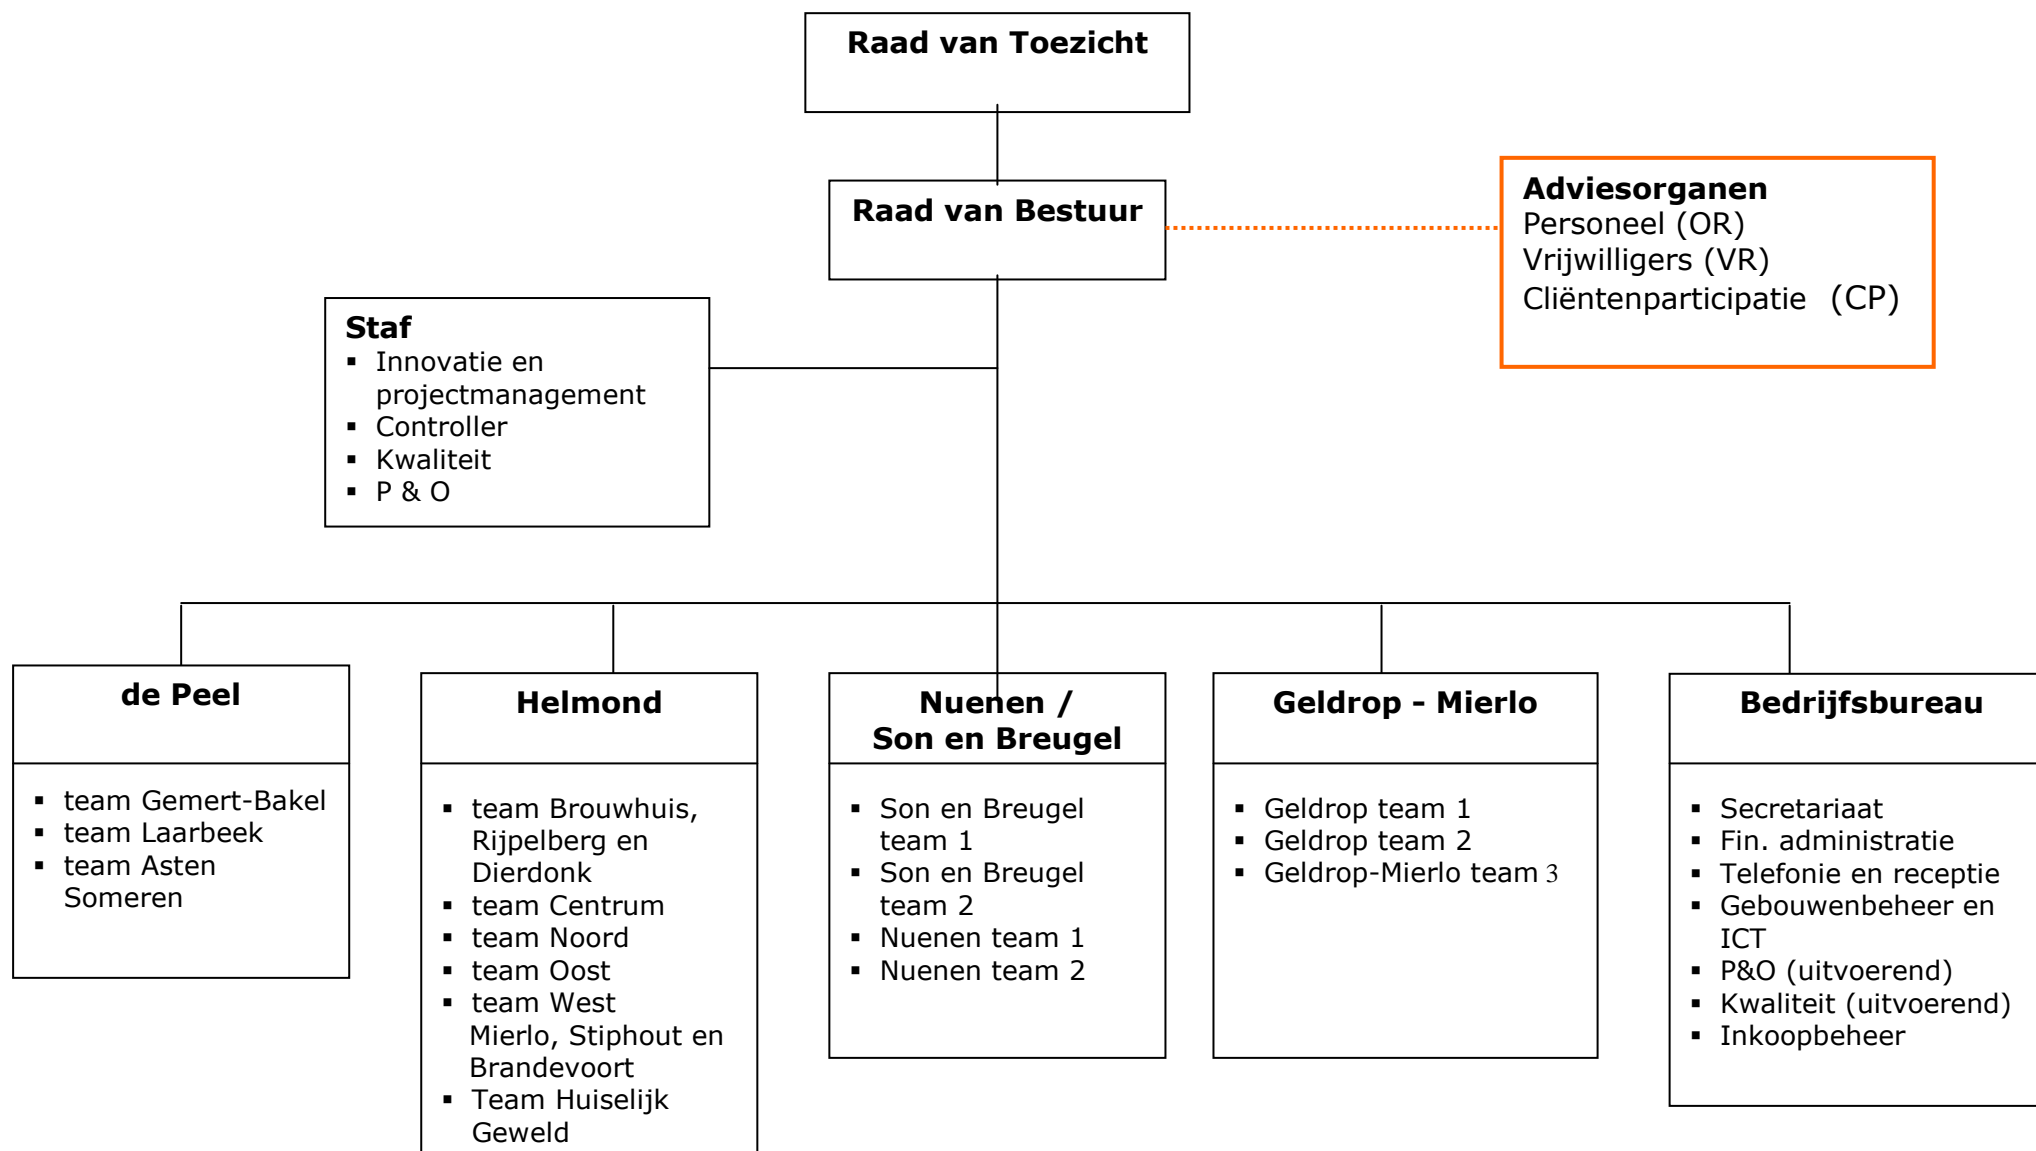 Raad van Toezicht
Raad van Bestuur
Adviesorganen
Personeel (OR)
Vrijwilligers (VR)
Cliëntenparticipatie (CP)
Staf
▪ Innovatie en
projectmanagement
▪ Controller
▪ Kwaliteit
▪ P & O
de Peel
▪ team Gemert-Bakel
▪ team Laarbeek
▪ team Asten
Someren
Helmond
▪ team Brouwhuis,
Rijpelberg en
Dierdonk
▪ team Centrum
▪ team Noord
▪ team Oost
▪ team West
Mierlo, Stiphout en
Brandevoort
▪ Team Huiselijk
Geweld
Nuenen /
Son en Breugel
▪ Son en Breugel
team 1
▪ Son en Breugel
team 2
▪ Nuenen team 1
▪ Nuenen team 2
Geldrop - Mierlo
▪ Geldrop team 1
▪ Geldrop team 2
▪ Geldrop-Mierlo team 3
Bedrijfsbureau
▪ Secretariaat
▪ Fin. administratie
▪ Telefonie en receptie
▪ Gebouwenbeheer en
ICT
▪ P&O (uitvoerend)
▪ Kwaliteit (uitvoerend)
▪ Inkoopbeheer